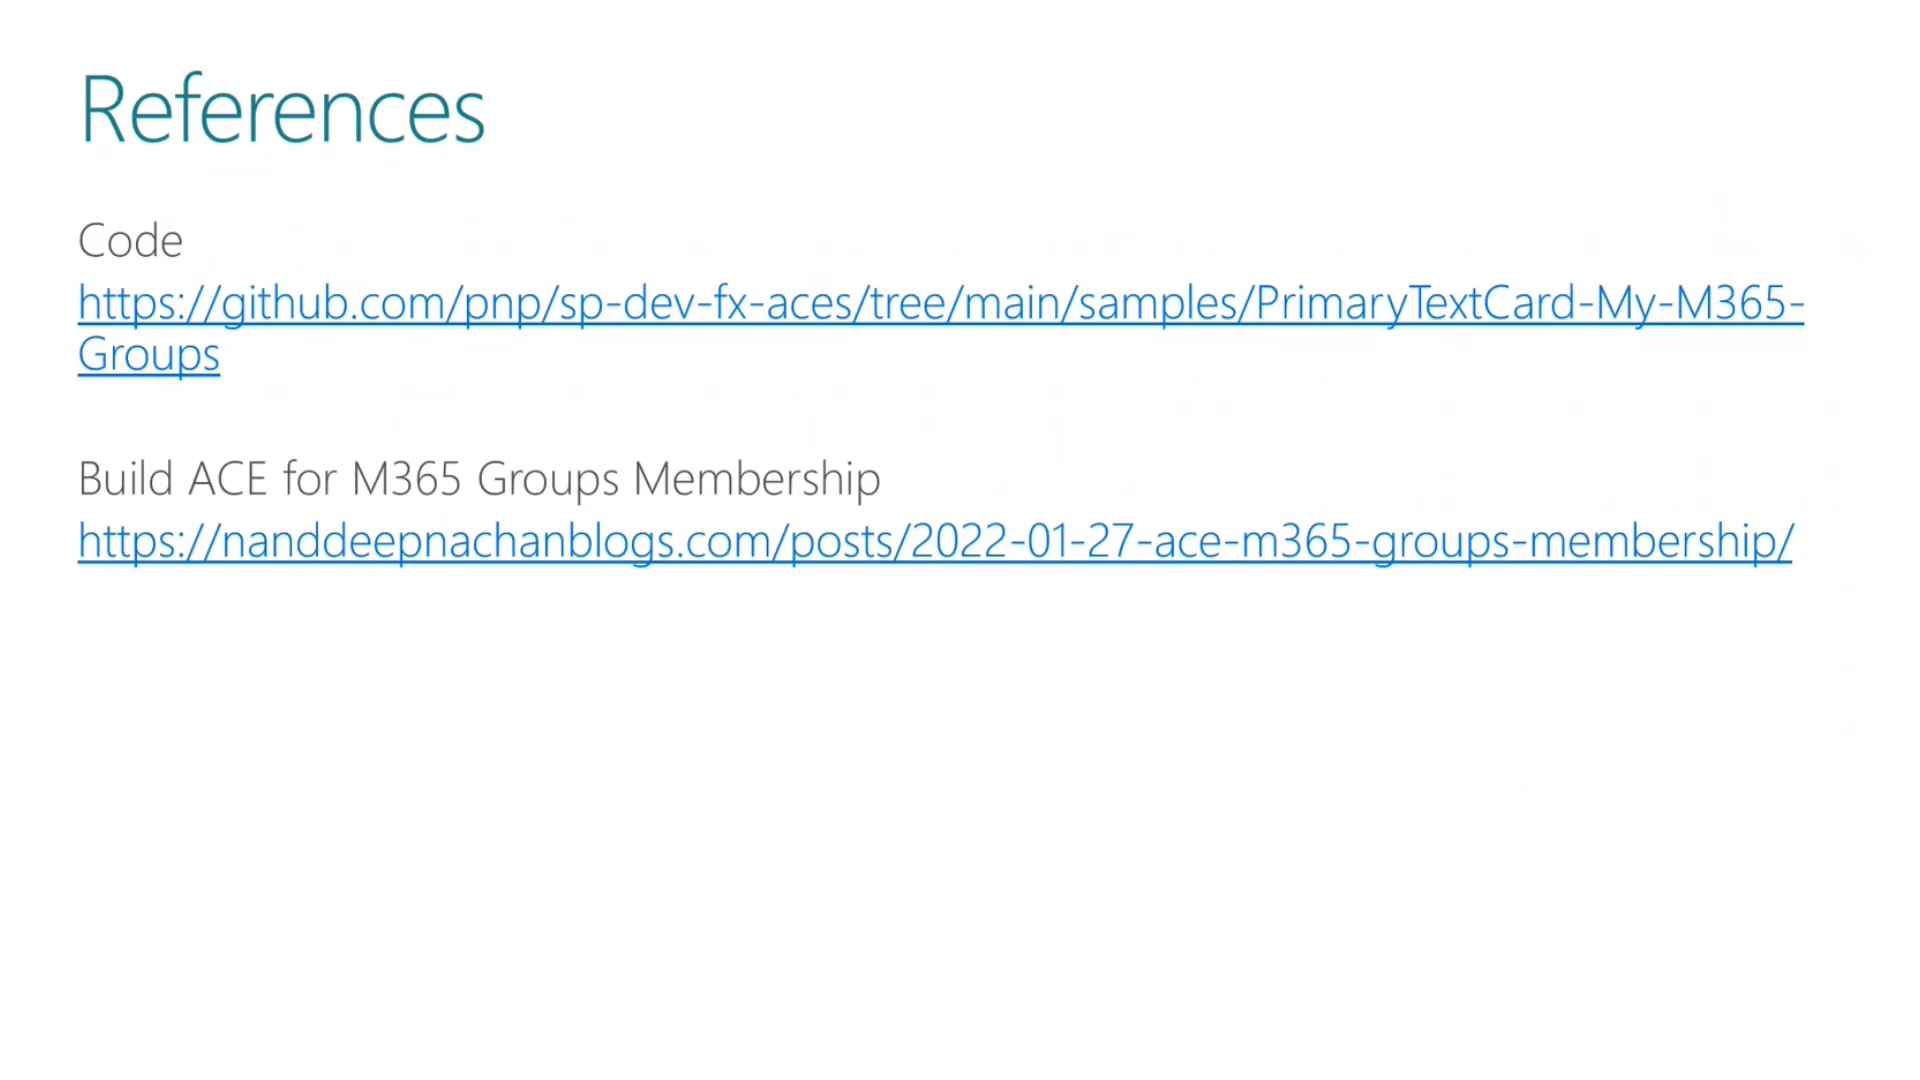 References
Code
https://github.com/pnp/sp-dev-fx-aces/tree/main/samples/PrimaryTextCard-My-M365-
Groups
Build ACE for M365 Groups Membership
https://nanddeepnachanblogs.com/posts/2022-01-27-ace-m365-groups-membership/